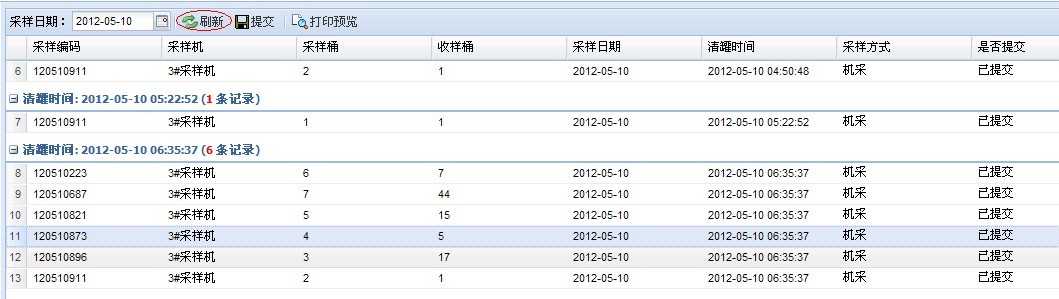 采样日期： 2012-05-10 刷新 提交 打印预览
采样编码 采样机 采样桶 收样桶 采样日期 清罐时间 采样方式 是否提交
6 120510911 3#采样机 2 1 2012-05-10 2012-05-10 04:50:48 机采 已提交
清罐时间: 2012-05-10 05:22:52 (1 条记录)
7 120510911 3#采样机 1 1 2012-05-10 2012-05-10 05:22:52 机采 已提交
清罐时间: 2012-05-10 06:35:37 (6 条记录)
8 120510223 3#采样机 6 7 2012-05-10 2012-05-10 06:35:37 机采 已提交
9 120510687 3#采样机 7 44 2012-05-10 2012-05-10 06:35:37 机采 已提交
10 120510821 3#采样机 5 15 2012-05-10 2012-05-10 06:35:37 机采 已提交
11 120510873 3#采样机 4 5 2012-05-10 2012-05-10 06:35:37 机采 已提交
12 120510896 3#采样机 3 17 2012-05-10 2012-05-10 06:35:37 机采 已提交
13 120510911 3#采样机 2 1 2012-05-10 2012-05-10 06:35:37 机采 已提交